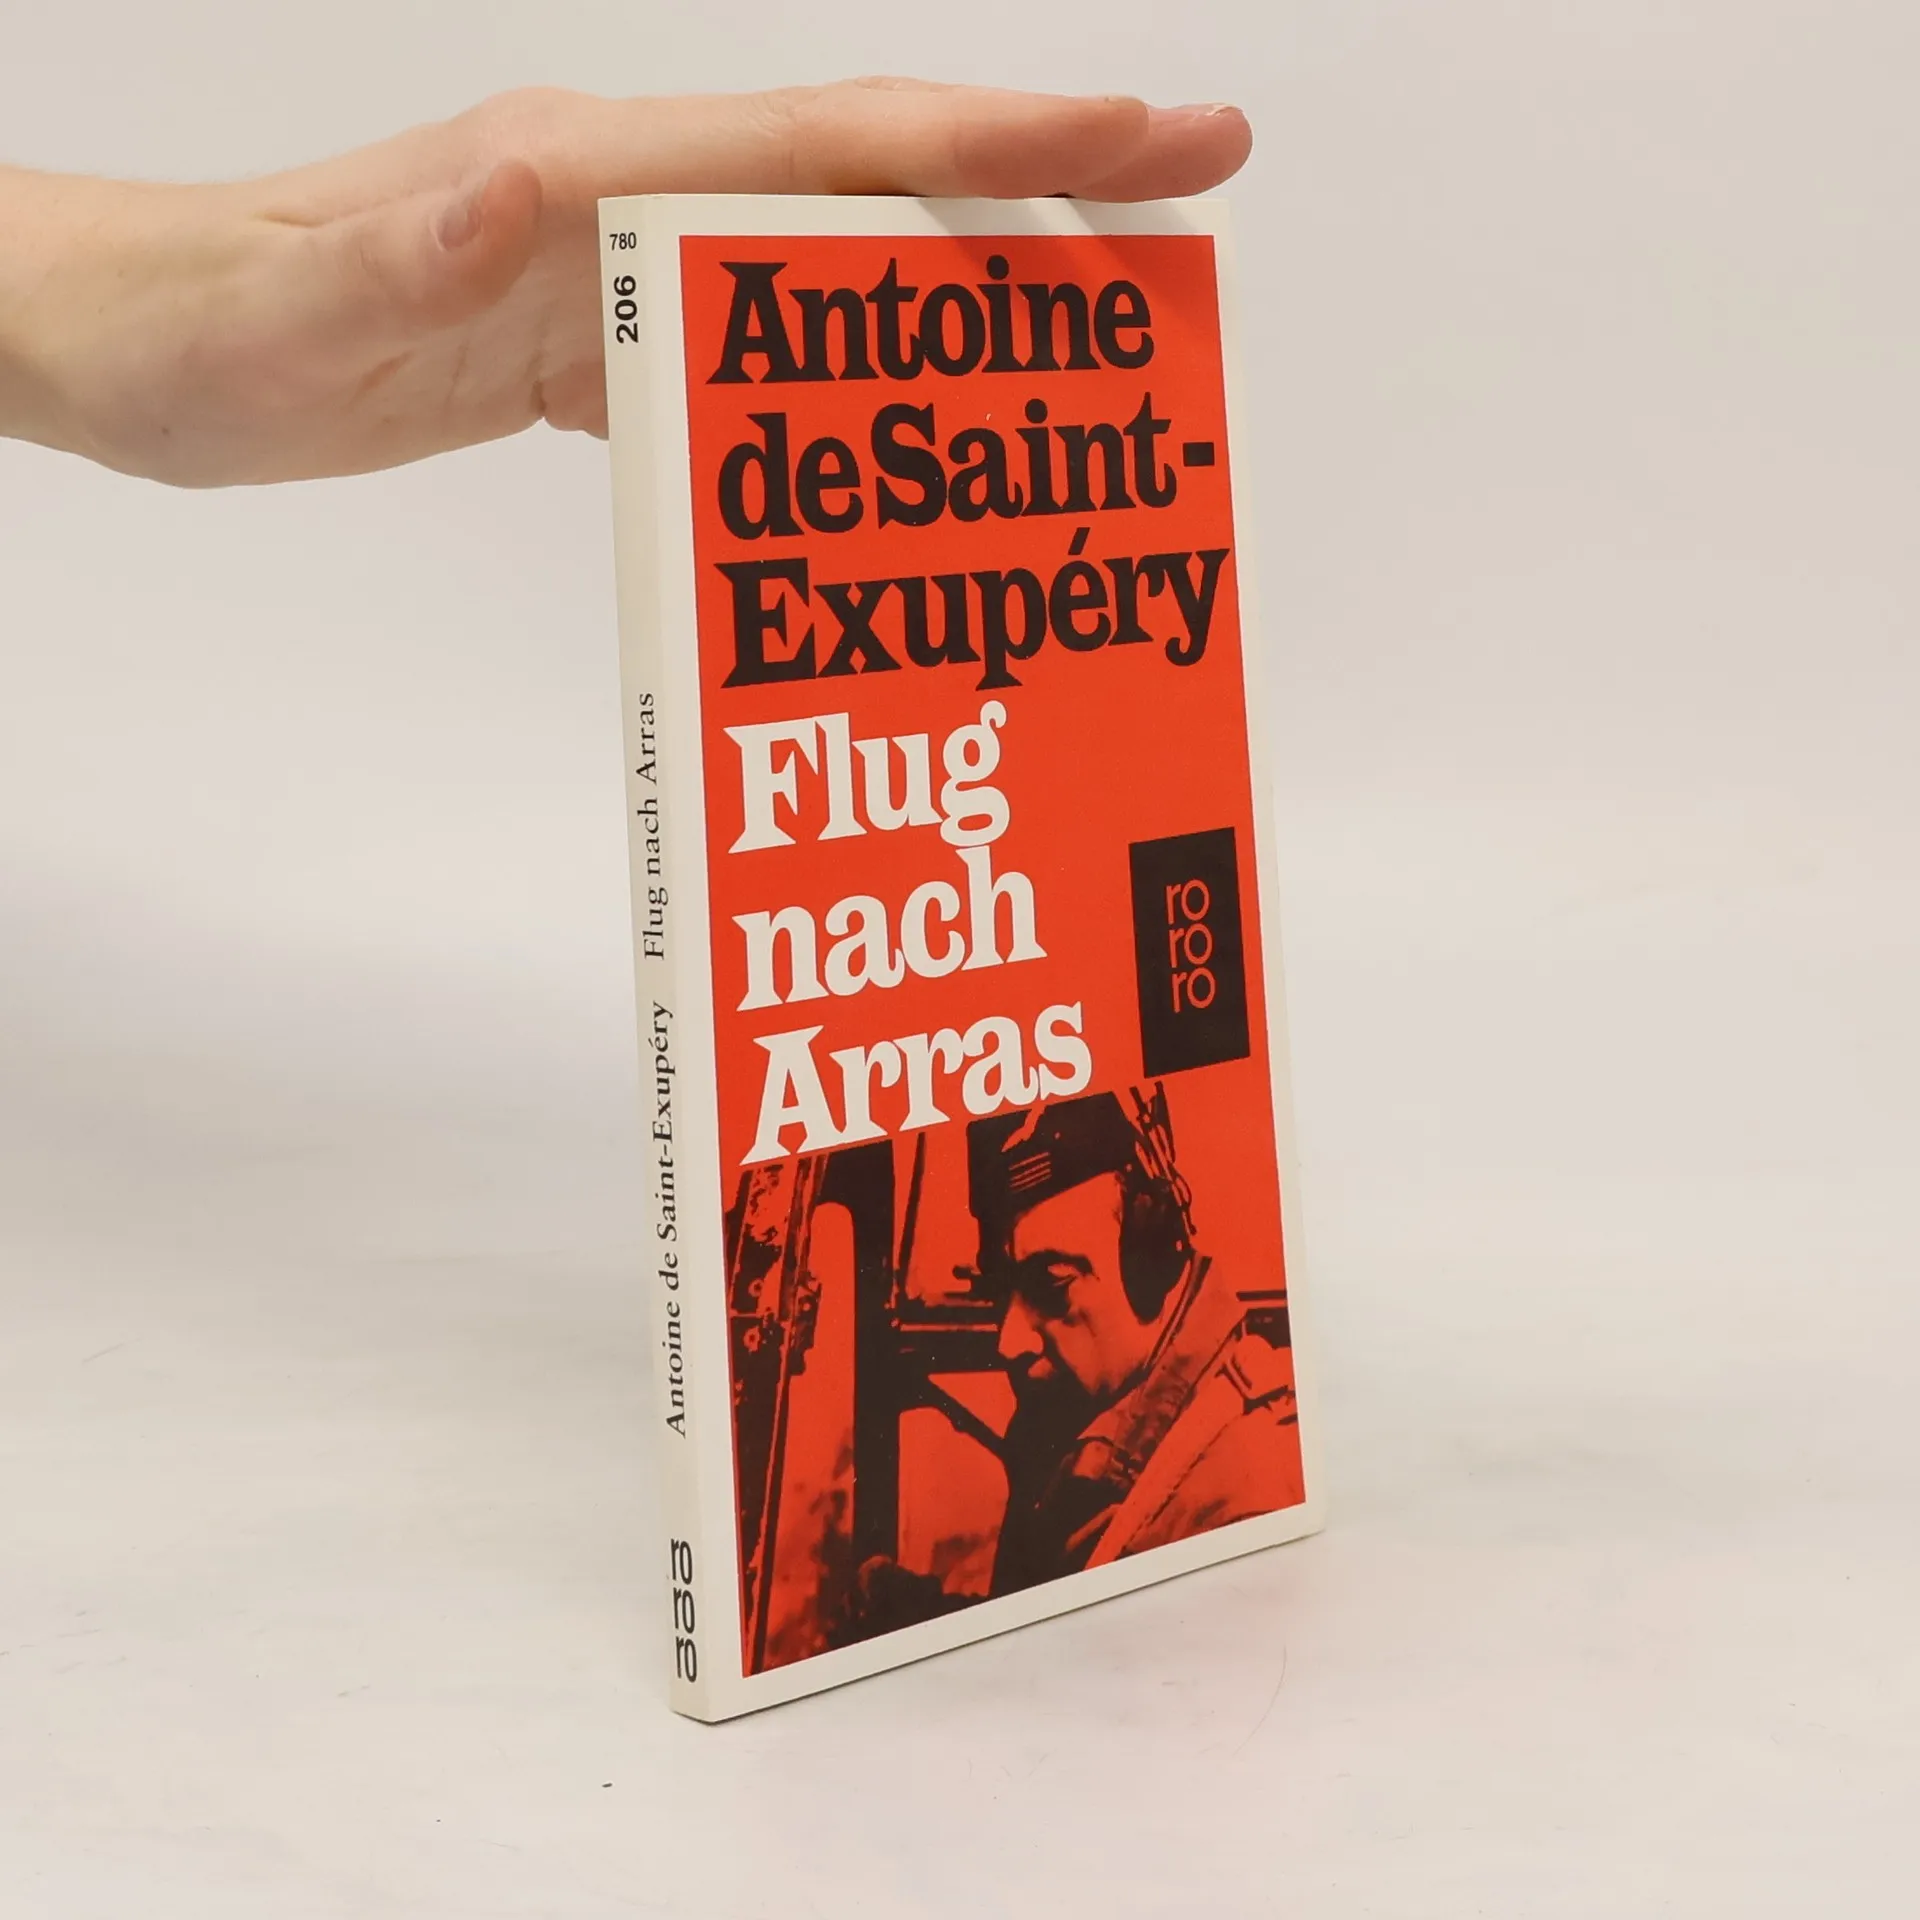 780
206
Antoine de Saint-Exupéry Flug nach Arras
ro
ro
ro
Antoine
de Saint-
Exupéry
Flug
nach
Arras
ro
ro
ro